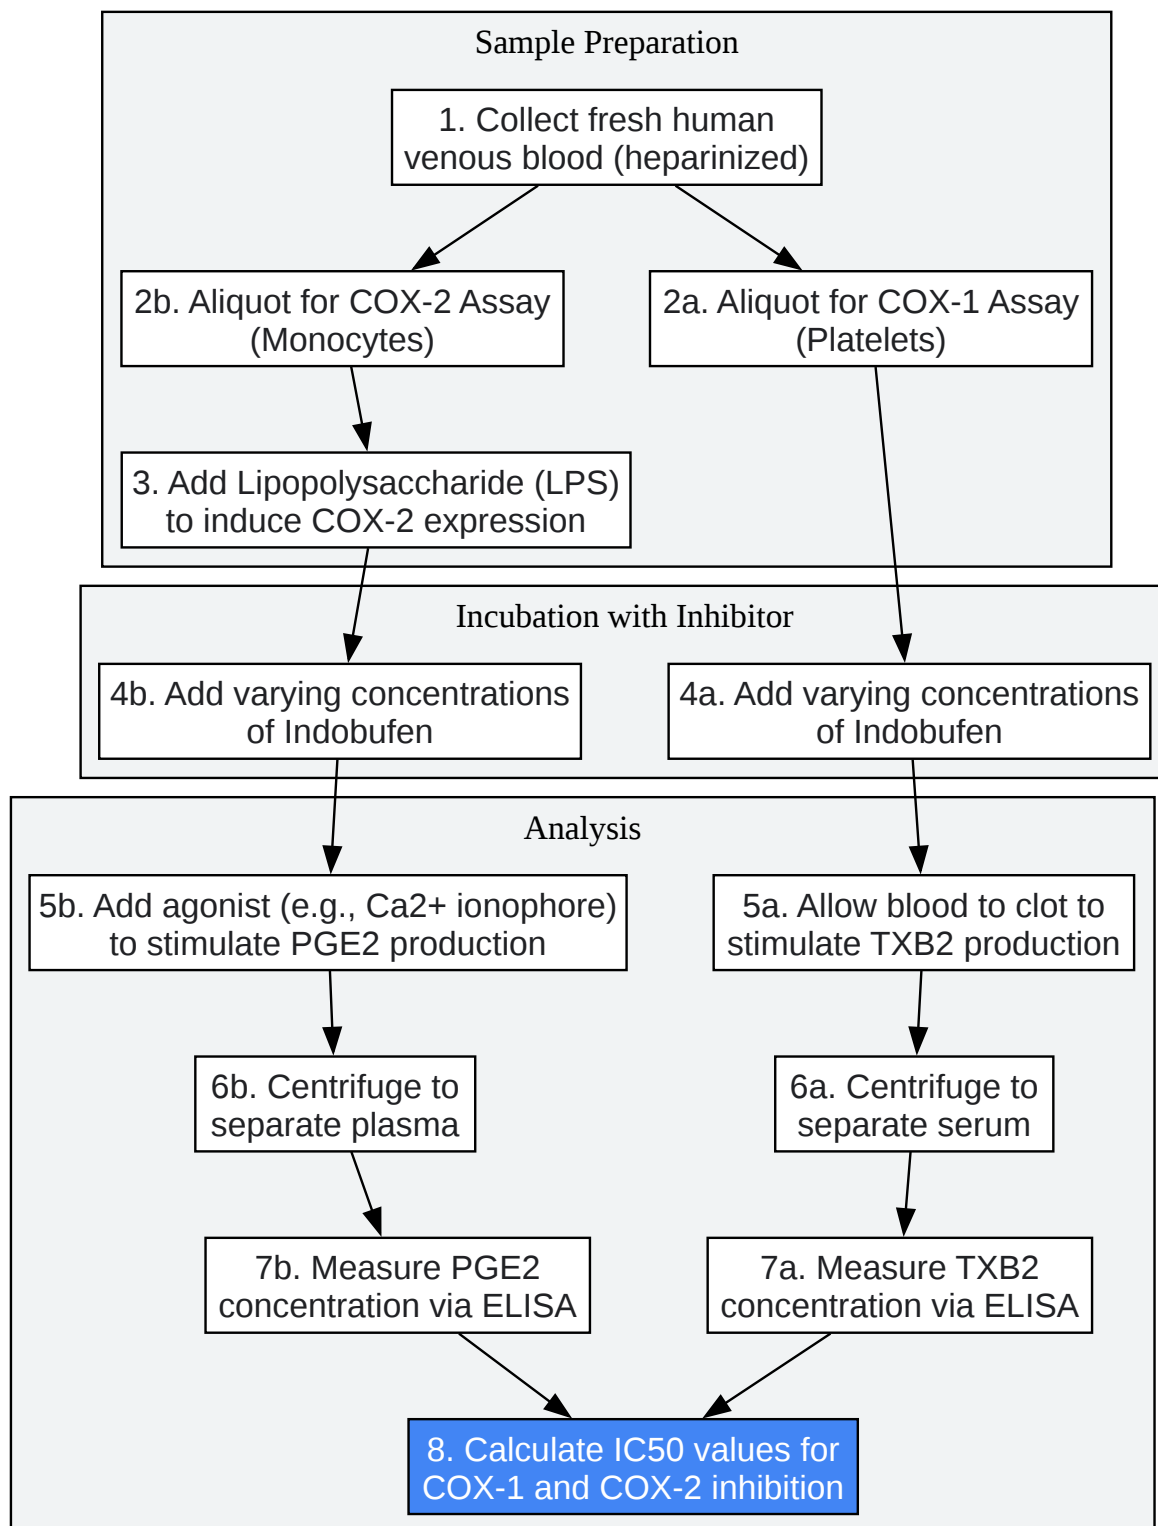 Sample Preparation
1. Collect fresh human
venous blood (heparinized)
2b. Aliquot for COX-2 Assay
(Monocytes)
2a. Aliquot for COX-1 Assay
(Platelets)
3. Add Lipopolysaccharide (LPS)
to induce COX-2 expression
Incubation with Inhibitor
4b. Add varying concentrations
of Indobufen
4a. Add varying concentrations
of Indobufen
Analysis
5b. Add agonist (e.g., Ca2+ ionophore)
to stimulate PGE2 production
5a. Allow blood to clot to
stimulate TXB2 production
6b. Centrifuge to
separate plasma
6a. Centrifuge to
separate serum
7b. Measure PGE2
concentration via ELISA
7a. Measure TXB2
concentration via ELISA
8. Calculate IC50 values for
COX-1 and COX-2 inhibition